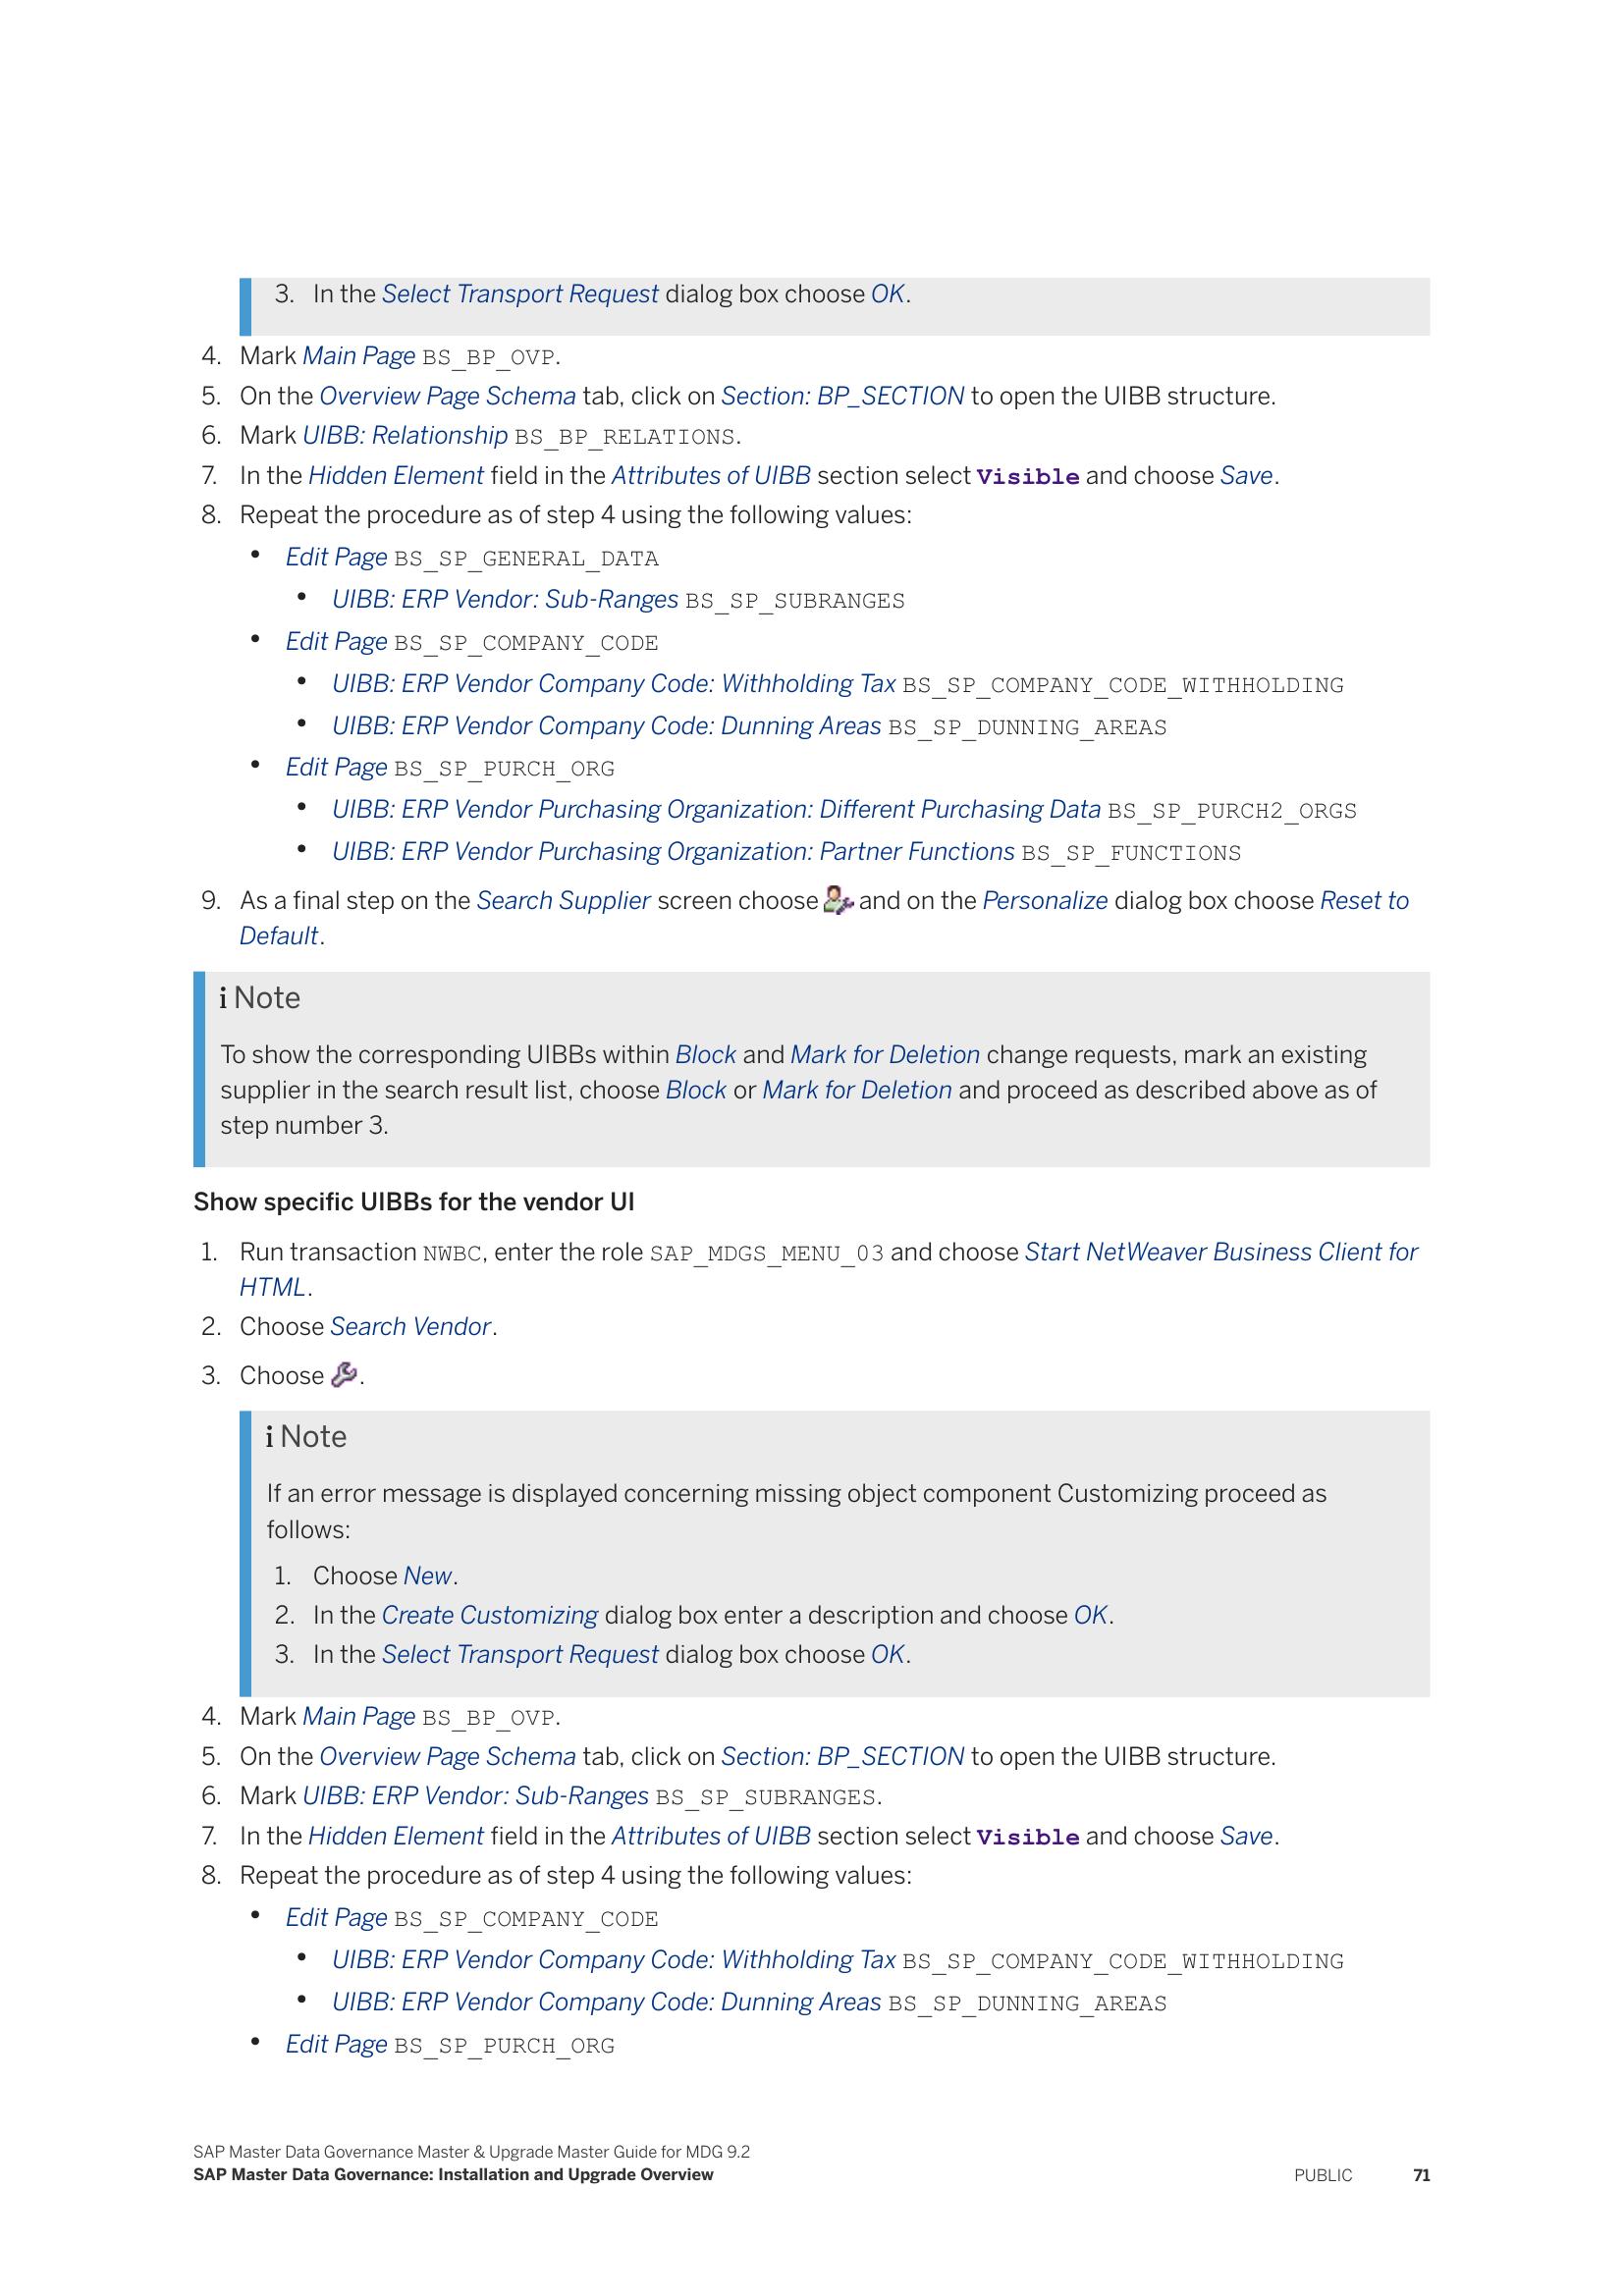 3. In the Select Transport Request dialog box choose OK.
4. Mark Main Page BS_BP_OVP.
5. On the Overview Page Schema tab, click on Section: BP_SECTION to open the UIBB structure.
6. Mark UIBB: Relationship BS_BP_RELATIONS.
7. In the Hidden Element field in the Attributes of UIBB section select Visible and choose Save.
8. Repeat the procedure as of step 4 using the following values:
• Edit Page BS_SP_GENERAL_DATA
• UIBB: ERP Vendor: Sub-Ranges BS_SP_SUBRANGES
• Edit Page BS_SP_COMPANY_CODE
• UIBB: ERP Vendor Company Code: Withholding Tax BS_SP_COMPANY_CODE_WITHHOLDING
• UIBB: ERP Vendor Company Code: Dunning Areas BS_SP_DUNNING_AREAS
• Edit Page BS_SP_PURCH_ORG
• UIBB: ERP Vendor Purchasing Organization: Different Purchasing Data BS_SP_PURCH2_ORGS
• UIBB: ERP Vendor Purchasing Organization: Partner Functions BS_SP_FUNCTIONS
9. As a final step on the Search Supplier screen choose and on the Personalize dialog box choose Reset to
Default.
i Note
To show the corresponding UIBBs within Block and Mark for Deletion change requests, mark an existing
supplier in the search result list, choose Block or Mark for Deletion and proceed as described above as of
step number 3.
Show specific UIBBs for the vendor UI
1. Run transaction NWBC, enter the role SAP_MDGS_MENU_03 and choose Start NetWeaver Business Client for
HTML.
2. Choose Search Vendor.
3. Choose .
i Note
If an error message is displayed concerning missing object component Customizing proceed as
follows:
1. Choose New.
2. In the Create Customizing dialog box enter a description and choose OK.
3. In the Select Transport Request dialog box choose OK.
4. Mark Main Page BS_BP_OVP.
5. On the Overview Page Schema tab, click on Section: BP_SECTION to open the UIBB structure.
6. Mark UIBB: ERP Vendor: Sub-Ranges BS_SP_SUBRANGES.
7. In the Hidden Element field in the Attributes of UIBB section select Visible and choose Save.
8. Repeat the procedure as of step 4 using the following values:
• Edit Page BS_SP_COMPANY_CODE
• UIBB: ERP Vendor Company Code: Withholding Tax BS_SP_COMPANY_CODE_WITHHOLDING
• UIBB: ERP Vendor Company Code: Dunning Areas BS_SP_DUNNING_AREAS
• Edit Page BS_SP_PURCH_ORG
SAP Master Data Governance Master & Upgrade Master Guide for MDG 9.2
SAP Master Data Governance: Installation and Upgrade Overview PUBLIC 71